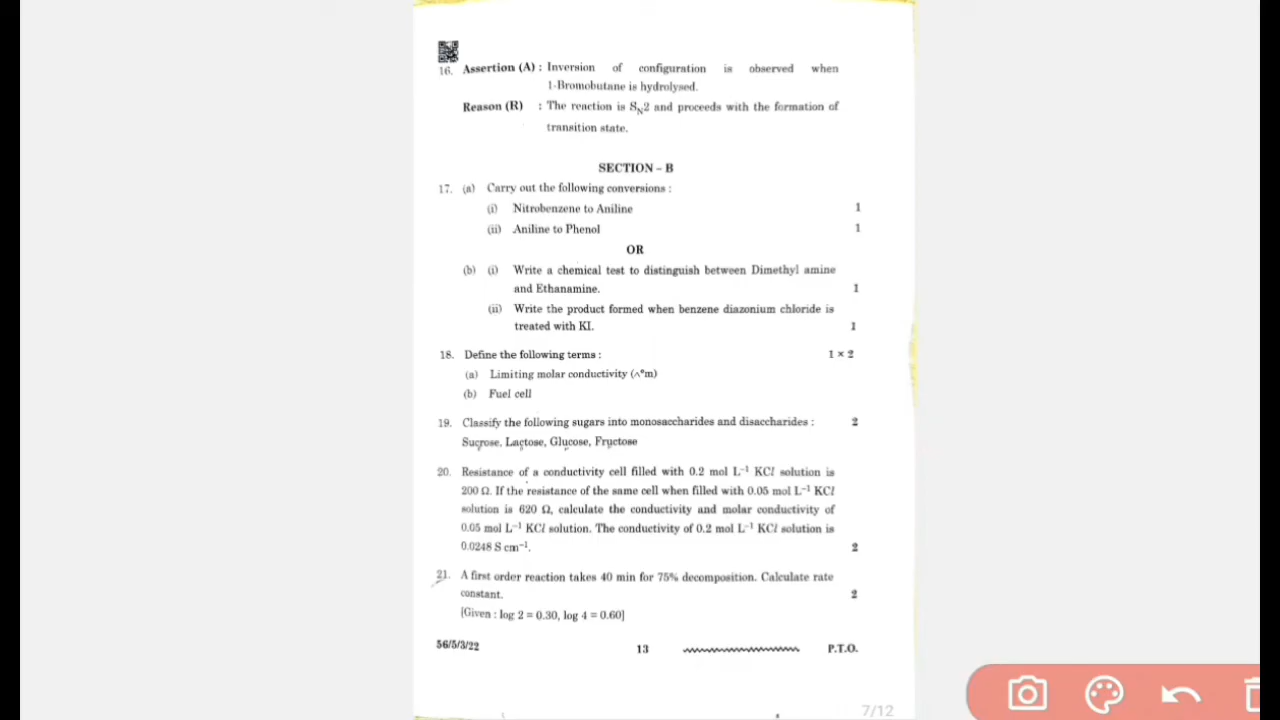 16. Assertion (A) : Inversion of configuration is observed when
1-Bromobutane is hydrolysed.
Reason (R) : The reaction is SN2 and proceeds with the formation of
transition state.
SECTION – B
17. (a) Carry out the following conversions :
(i) Nitrobenzene to Aniline 1
(ii) Aniline to Phenol 1
OR
(b) (i) Write a chemical test to distinguish between Dimethyl amine
and Ethanamine. 1
(ii) Write the product formed when benzene diazonium chloride is
treated with KI. 1
18. Define the following terms : 1 × 2
(a) Limiting molar conductivity (^°m)
(b) Fuel cell
19. Classify the following sugars into monosaccharides and disaccharides : 2
Sucrose, Lactose, Glucose, Fructose
20. Resistance of a conductivity cell filled with 0.2 mol L⁻¹ KCl solution is
200 Ω. If the resistance of the same cell when filled with 0.05 mol L⁻¹ KCl
solution is 620 Ω, calculate the conductivity and molar conductivity of
0.05 mol L⁻¹ KCl solution. The conductivity of 0.2 mol L⁻¹ KCl solution is
0.0248 S cm⁻¹. 2
21. A first order reaction takes 40 min for 75% decomposition. Calculate rate
constant. 2
[Given : log 2 = 0.30, log 4 = 0.60]
56/5/3/22 13 P.T.O.
7/12